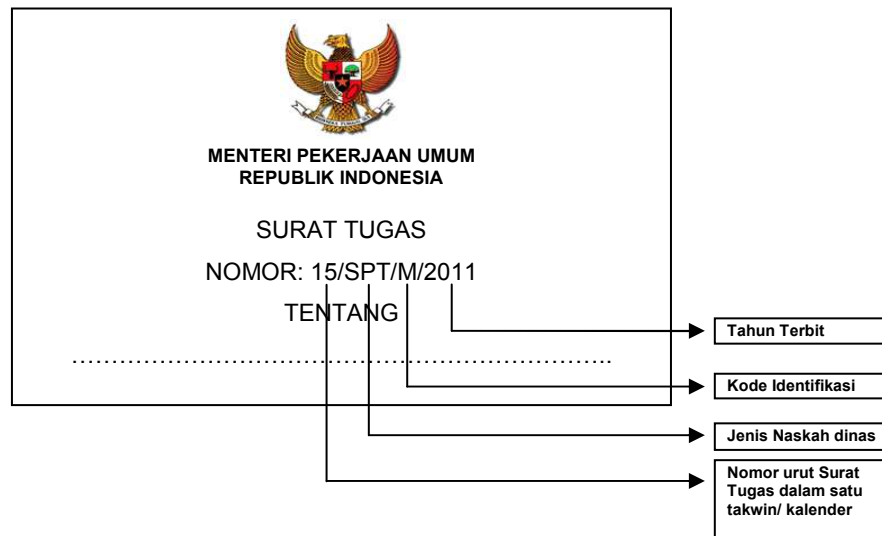 MENTERI PEKERJAAN UMUM
REPUBLIK INDONESIA
SURAT TUGAS
NOMOR: 15/SPT/M/2011
TENTANG
……………………………………………………………..
Tahun Terbit
Kode Identifikasi
Jenis Naskah dinas
Nomor urut Surat
Tugas dalam satu
takwin/ kalender